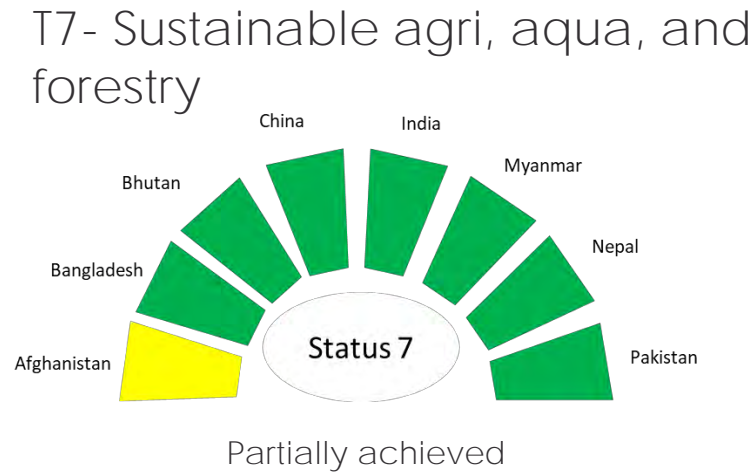 T7- Sustainable agri, aqua, and
forestry
China
India
Bhutan
Myanmar
Bangladesh
Nepal
Afghanistan
Status 7
Pakistan
Partially achieved